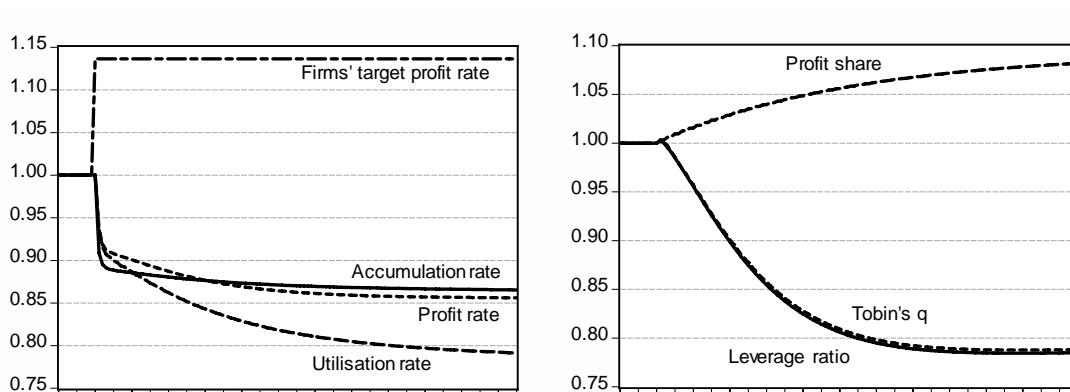 1.15
1.10
1.05
1.00
0.95
0.90
0.85
0.80
0.75
Firms' target profit rate
Accumulation rate
Profit rate
Utilisation rate
1.10
1.05
1.00
0.95
0.90
0.85
0.80
0.75
Profit share
Tobin's q
Leverage ratio